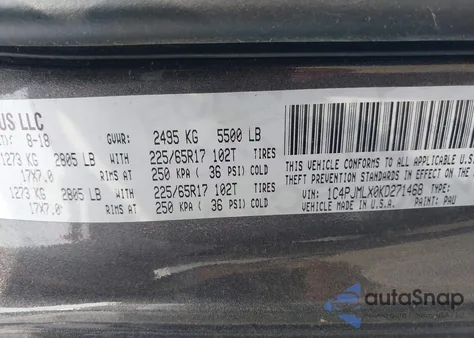 US LLC
8-18 GVWR: 2495 KG 5500 LB
1273 KG 2805 LB WITH 225/65R17 102T TIRES
17X7.0 RIMS AT 250 KPA ( 36 PSI) COLD
1273 KG 2805 LB WITH 225/65R17 102T TIRES
17X7.0 RIMS AT 250 KPA ( 36 PSI) COLD
THIS VEHICLE CONFORMS TO ALL
THEFT PREVENTION STANDARDS IN EFFECT
VIN: 1C4PJMLX0KD271468 TYPE:
VEHICLE MADE IN U.S.A. PAINT: PAU
autoSnap